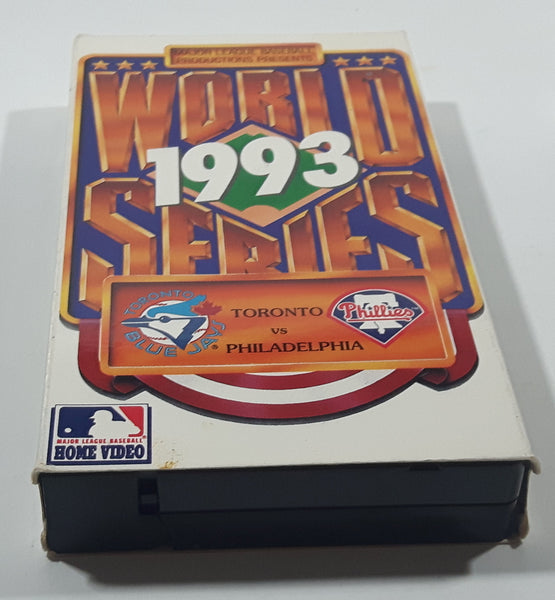 MAJOR LEAGUE BASEBALL
PRODUCTIONS PRESENTS
WORLD
1993
SERIES
TORONTO
BLUE JAYS ®
TORONTO
VS
PHILADELPHIA
Phillies
MAJOR LEAGUE BASEBALL
HOME VIDEO